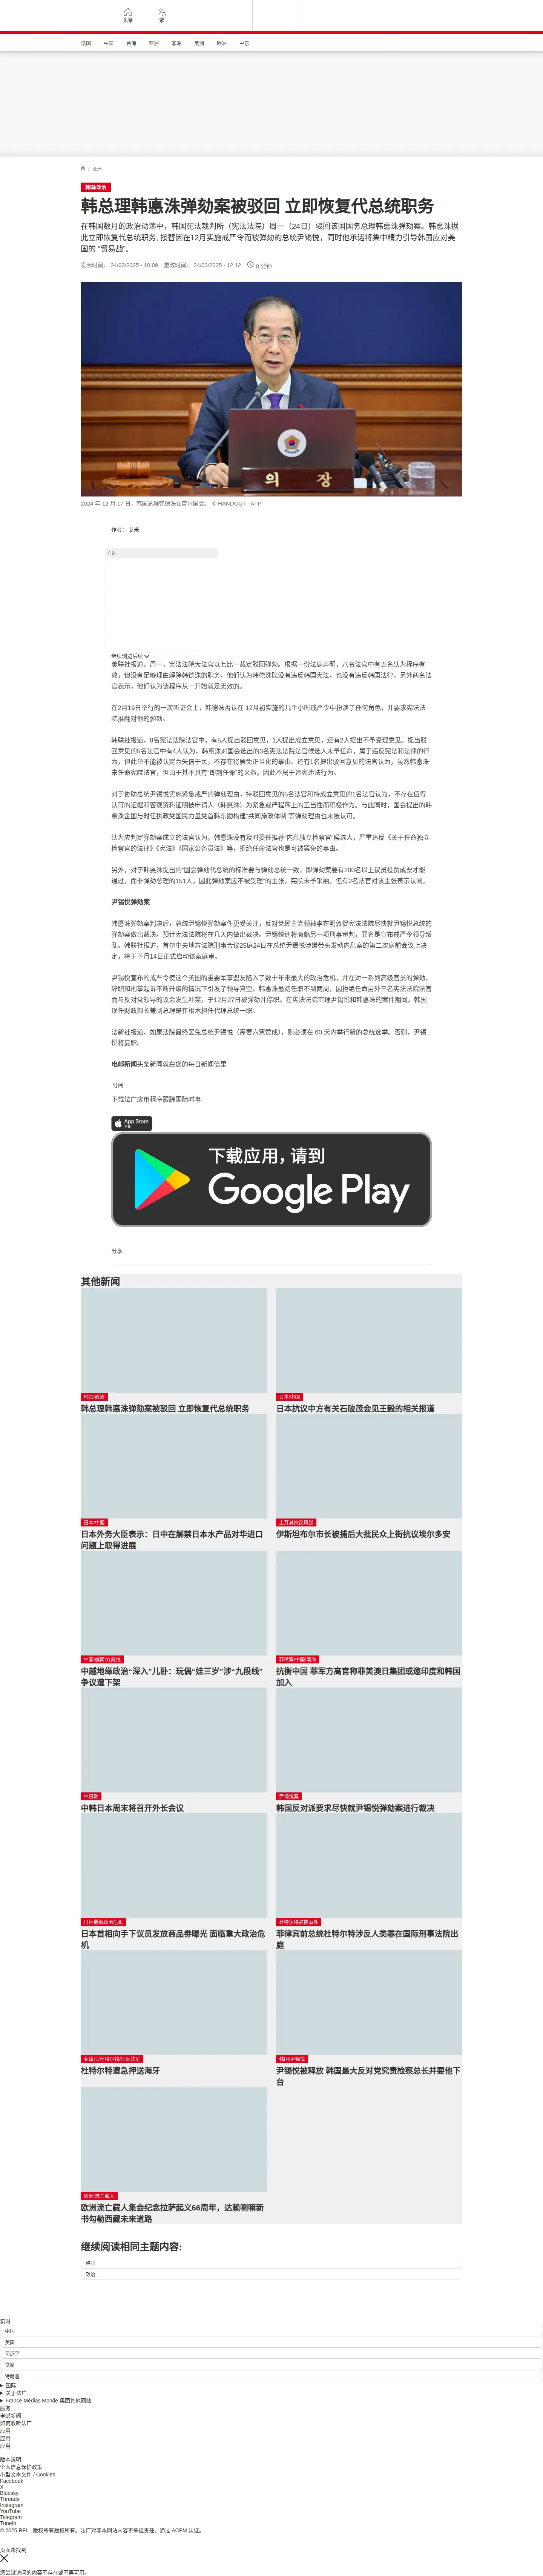 头条
繁
法国 中国 台海 亚洲 非洲 美洲 欧洲 中东
/ 亚洲
韩国/政治
韩总理韩悳洙弹劾案被驳回 立即恢复代总统职务
在韩国数月的政治动荡中，韩国宪法裁判所（宪法法院）周一（24日）驳回该国国务总理韩悳洙弹劾案。韩悳洙据
此立即恢复代总统职务, 接替因在12月实施戒严令而被弹劾的总统尹锡悦，同时他承诺将集中精力引导韩国应对美
国的 “贸易战”。
发表时间： 24/03/2025 - 10:09 更改时间： 24/03/2025 - 12:12 8 分钟
의 장
2024 年 12 月 17 日，韩国总理韩德洙在首尔国会。 © HANDOUT · AFP
作者： 艾米
广告
继续浏览后续
美联社报道，周一，宪法法院大法官以七比一裁定驳回弹劾。根据一份法庭声明，八名法官中有五名认为程序有
效，但没有足够理由解除韩德洙的职务，他们认为韩德洙既没有违反韩国宪法，也没有违反韩国法律。另外两名法
官表示，他们认为该程序从一开始就是无效的。
在2月19日举行的一次听证会上，韩德洙否认在 12月初实施的几个小时戒严令中扮演了任何角色，并要求宪法法
院推翻对他的弹劾。
韩联社报道，8名宪法法院法官中，有5人提出驳回意见，1人提出成立意见，还有2人提出不予受理意见。提出驳
回意见的5名法官中有4人认为，韩悳洙对国会选出的3名宪法法院法官候选人未予任命，属于违反宪法和法律的行
为，但此举不能被认定为失信于民，不存在将罢免正当化的事由。还有1名提出驳回意见的法官认为，虽然韩悳洙
未任命宪院法官，但由于其不具有“即刻任命”的义务，因此不属于违宪违法行为。
对于协助总统尹锡悦实施紧急戒严的弹劾理由，持驳回意见的5名法官和持成立意见的1名法官认为，不存在值得
认可的证据和客观资料证明被申请人（韩悳洙）为紧急戒严程序上的正当性而积极作为。与此同时，国会提出的韩
悳洙企图与时任执政党国民力量党首韩东勋构建“共同施政体制”等弹劾理由也未被认可。
认为应判定弹劾案成立的法官认为，韩悳洙没有及时委任推荐“内乱独立检察官”候选人，严重违反《关于任命独立
检察官的法律》《宪法》《国家公务员法》等，拒绝任命法官也是可被罢免的事由。
另外，对于韩悳洙提出的“国会弹劾代总统的标准要与弹劾总统一致，即弹劾案要有200名以上议员投赞成票才能
通过，而非弹劾总理的151人，因此弹劾案应不被受理”的主张，宪院未予采纳。但有2名法官对该主张表示认同。
尹锡悦弹劾案
韩悳洙弹劾案判决后，总统尹锡悦弹劾案件更受关注，反对党民主党领袖李在明敦促宪法法院尽快就尹锡悦总统的
弹劾案做出裁决。预计宪法法院将在几天内做出裁决。尹锡悦还将面临另一项刑事审判，罪名是宣布戒严令领导叛
乱。韩联社报道，首尔中央地方法院刑事合议25庭24日在总统尹锡悦涉嫌带头发动内乱案的第二次庭前会议上决
定，将于下月14日正式启动该案庭审。
尹锡悦宣布的戒严令使这个美国的重要军事盟友陷入了数十年来最大的政治危机，并在对一系列高级官员的弹劾、
辞职和刑事起诉不断升级的情况下引发了领导真空。韩悳洙最初任职不到两周，因拒绝任命另外三名宪法法院法官
而与反对党领导的议会发生冲突，于12月27日被弹劾并停职。在宪法法院审理尹锡悦和韩悳洙的案件期间，韩国
现任财政部长兼副总理是崔相木担任代理总统一职。
法新社报道，如果法院最终罢免总统尹锡悦（需要六票赞成），则必须在 60 天内举行新的总统选举。否则，尹锡
悦将复职。
电邮新闻头条新闻就在您的每日新闻信里
订阅
下载法广应用程序跟踪国际时事
App Store
下载应用，请到
Google Play
分享 :
其他新闻
韩国/政治
韩总理韩悳洙弹劾案被驳回 立即恢复代总统职务
日本/中国
日本抗议中方有关石破茂会见王毅的相关报道
日本/中国
日本外务大臣表示：日中在解禁日本水产品对华进口
问题上取得进展
土耳其抗议风暴
伊斯坦布尔市长被捕后大批民众上街抗议埃尔多安
中国/越南/九段线
中越地缘政治“深入”儿卧：玩偶“娃三岁”涉“九段线”
争议遭下架
菲律宾/中国/南海
抗衡中国 菲军方高官称菲美澳日集团或邀印度和韩国
加入
中日韩
中韩日本周末将召开外长会议
尹锡悦案
韩国反对派要求尽快就尹锡悦弹劾案进行裁决
日相最新政治危机
日本首相向手下议员发放商品券曝光 面临重大政治危
机
杜特尔特被捕事件
菲律宾前总统杜特尔特涉反人类罪在国际刑事法院出
庭
菲律宾/杜特尔特/国际法庭
杜特尔特遭急押送海牙
韩国/尹锡悦
尹锡悦被释放 韩国最大反对党究责检察总长并要他下
台
欧洲/流亡藏人
欧洲流亡藏人集会纪念拉萨起义66周年，达赖喇嘛新
书勾勒西藏未来道路
继续阅读相同主题内容:
韩国
政治
实时
中国
美国
习近平
贪腐
特朗普
国际
关于法广
France Médias Monde 集团其他网站
服务
电邮新闻
如何收听法广
应用
应用
应用
版本说明
个人信息保护政策
小型文本文件 / Cookies
Facebook
X
Bluesky
Threads
Instagram
YouTube
Telegram
TuneIn
© 2025 RFI – 版权所有版权所有。法广对非本网站内容不承担责任。通过 ACPM 认证。
页面未找到
您尝试访问的内容不存在或不再可用。